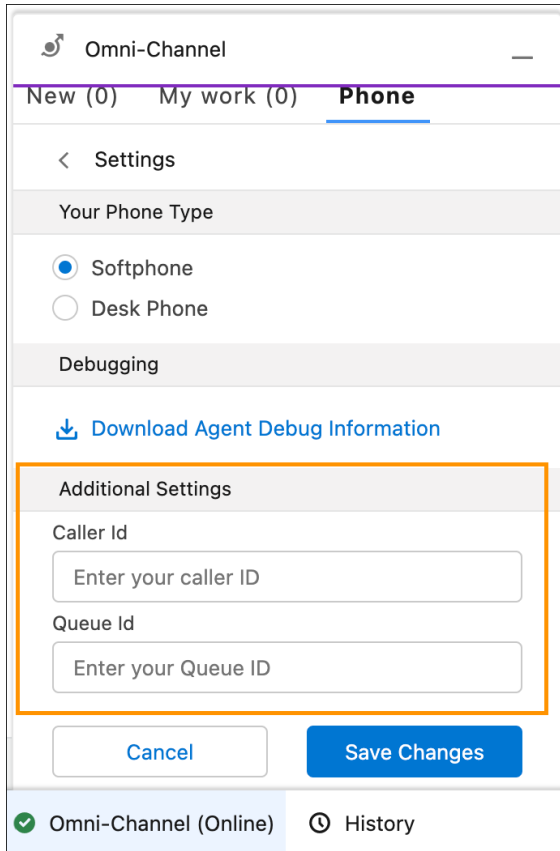 Omni-Channel
New (0) My work (0) Phone
Settings
Your Phone Type
Softphone
Desk Phone
Debugging
Download Agent Debug Information
Additional Settings
Caller Id
Enter your caller ID
Queue Id
Enter your Queue ID
Cancel Save Changes
Omni-Channel (Online) History